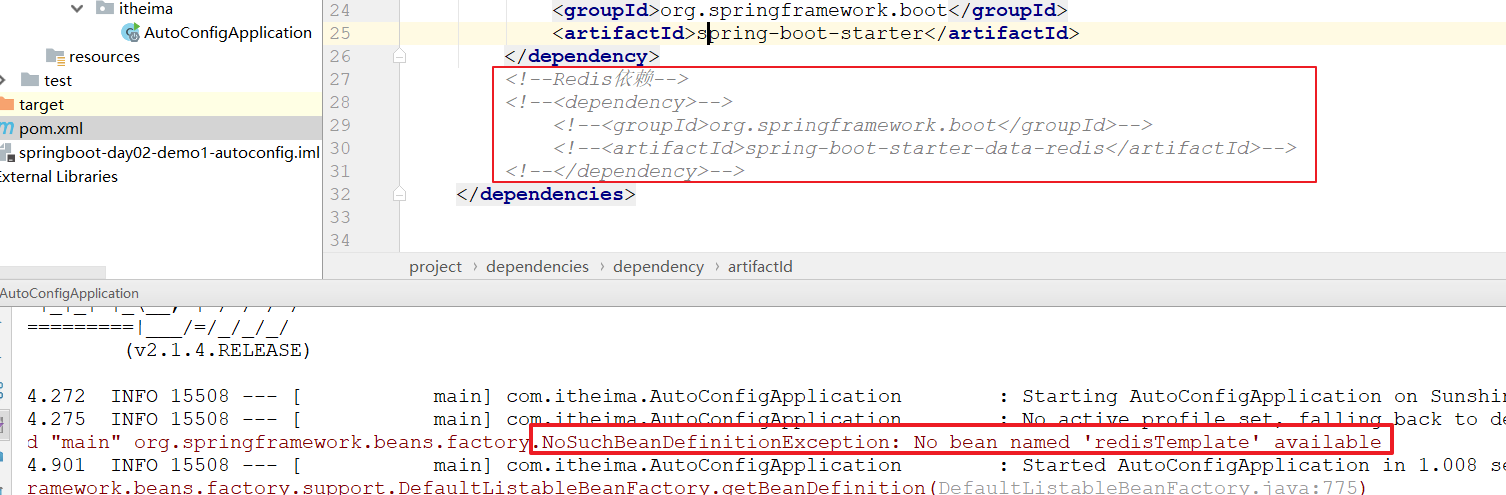 itheima
AutoConfigApplication
resources
test
target
pom.xml
springboot-day02-demo1-autoconfig.iml
External Libraries
24 <groupId>org.springframework.boot</groupId>
25 <artifactId>spring-boot-starter</artifactId>
26 </dependency>
27 <!--Redis依赖-->
28 <!--<dependency>-->
29 <!--<groupId>org.springframework.boot</groupId>-->
30 <!--<artifactId>spring-boot-starter-data-redis</artifactId>-->
31 <!--</dependency>-->
32 </dependencies>
33
34
project › dependencies › dependency › artifactId
AutoConfigApplication
=========|___/=/_/_/_/
(v2.1.4.RELEASE)
4.272 INFO 15508 --- [ main] com.itheima.AutoConfigApplication : Starting AutoConfigApplication on Sunshi
4.275 INFO 15508 --- [ main] com.itheima.AutoConfigApplication : No active profile set, falling back to de
d "main" org.springframework.beans.factory.NoSuchBeanDefinitionException: No bean named 'redisTemplate' available
4.901 INFO 15508 --- [ main] com.itheima.AutoConfigApplication : Started AutoConfigApplication in 1.008 se
ramework.beans.factory.support.DefaultListableBeanFactory.getBeanDefinition(DefaultListableBeanFactory.java:775)